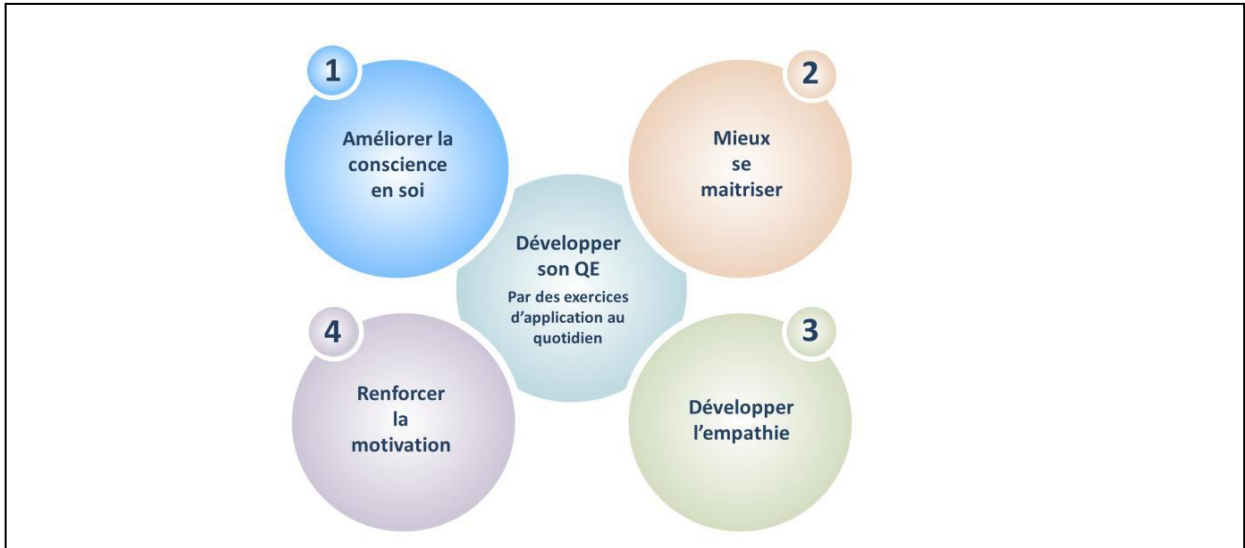 1
Améliorer la
conscience
en soi
2
Mieux
se
maitriser
Développer
son QE
Par des exercices
d'application au
quotidien
4
Renforcer
la
motivation
3
Développer
l'empathie